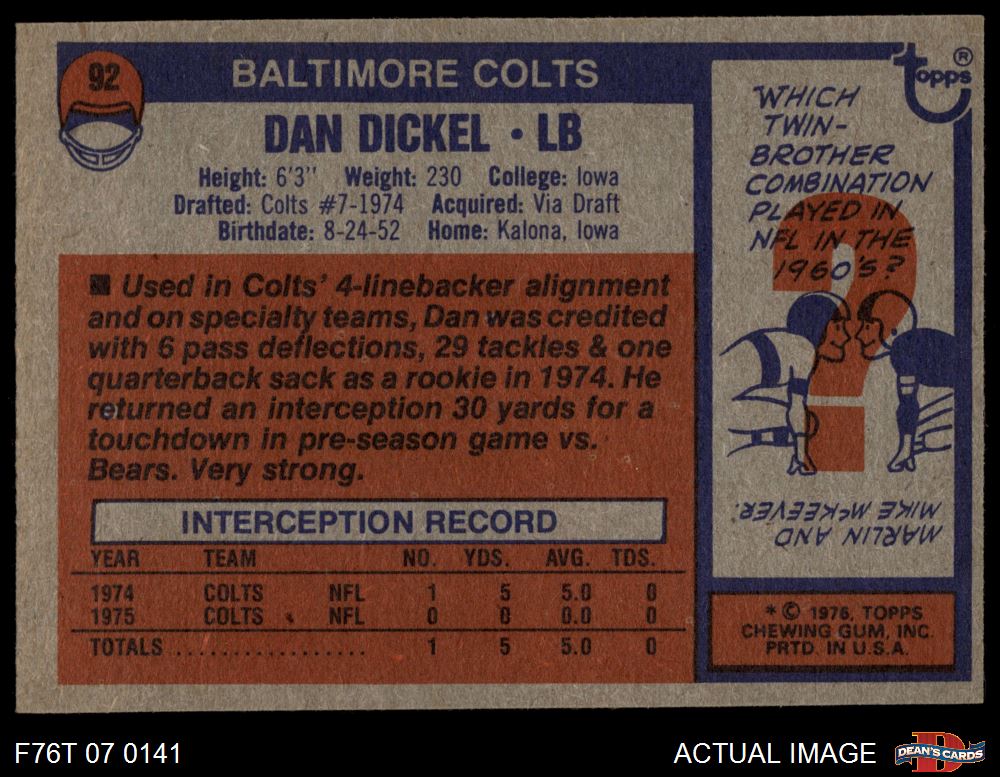 92
BALTIMORE COLTS
DAN DICKEL • LB
Height: 6'3" Weight: 230 College: Iowa
Drafted: Colts #7-1974 Acquired: Via Draft
Birthdate: 8-24-52 Home: Kalona, Iowa
■ Used in Colts' 4-linebacker alignment
and on specialty teams, Dan was credited
with 6 pass deflections, 29 tackles & one
quarterback sack as a rookie in 1974. He
returned an interception 30 yards for a
touchdown in pre-season game vs.
Bears. Very strong.
INTERCEPTION RECORD
YEAR TEAM NO. YDS. AVG. TDS.
1974 COLTS NFL 1 5 5.0 0
1975 COLTS NFL 0 0 0.0 0
TOTALS .................. 1 5 5.0 0
Topps®
WHICH
TWIN-
BROTHER
COMBINATION
PLAYED IN
NFL IN THE
1960'S?
?
MARLIN AND
MIKE McKEEVER.
* © 1976, TOPPS
CHEWING GUM, INC.
PRTD. IN U.S.A.
F76T 07 0141
ACTUAL IMAGE
D
DEAN'S CARDS